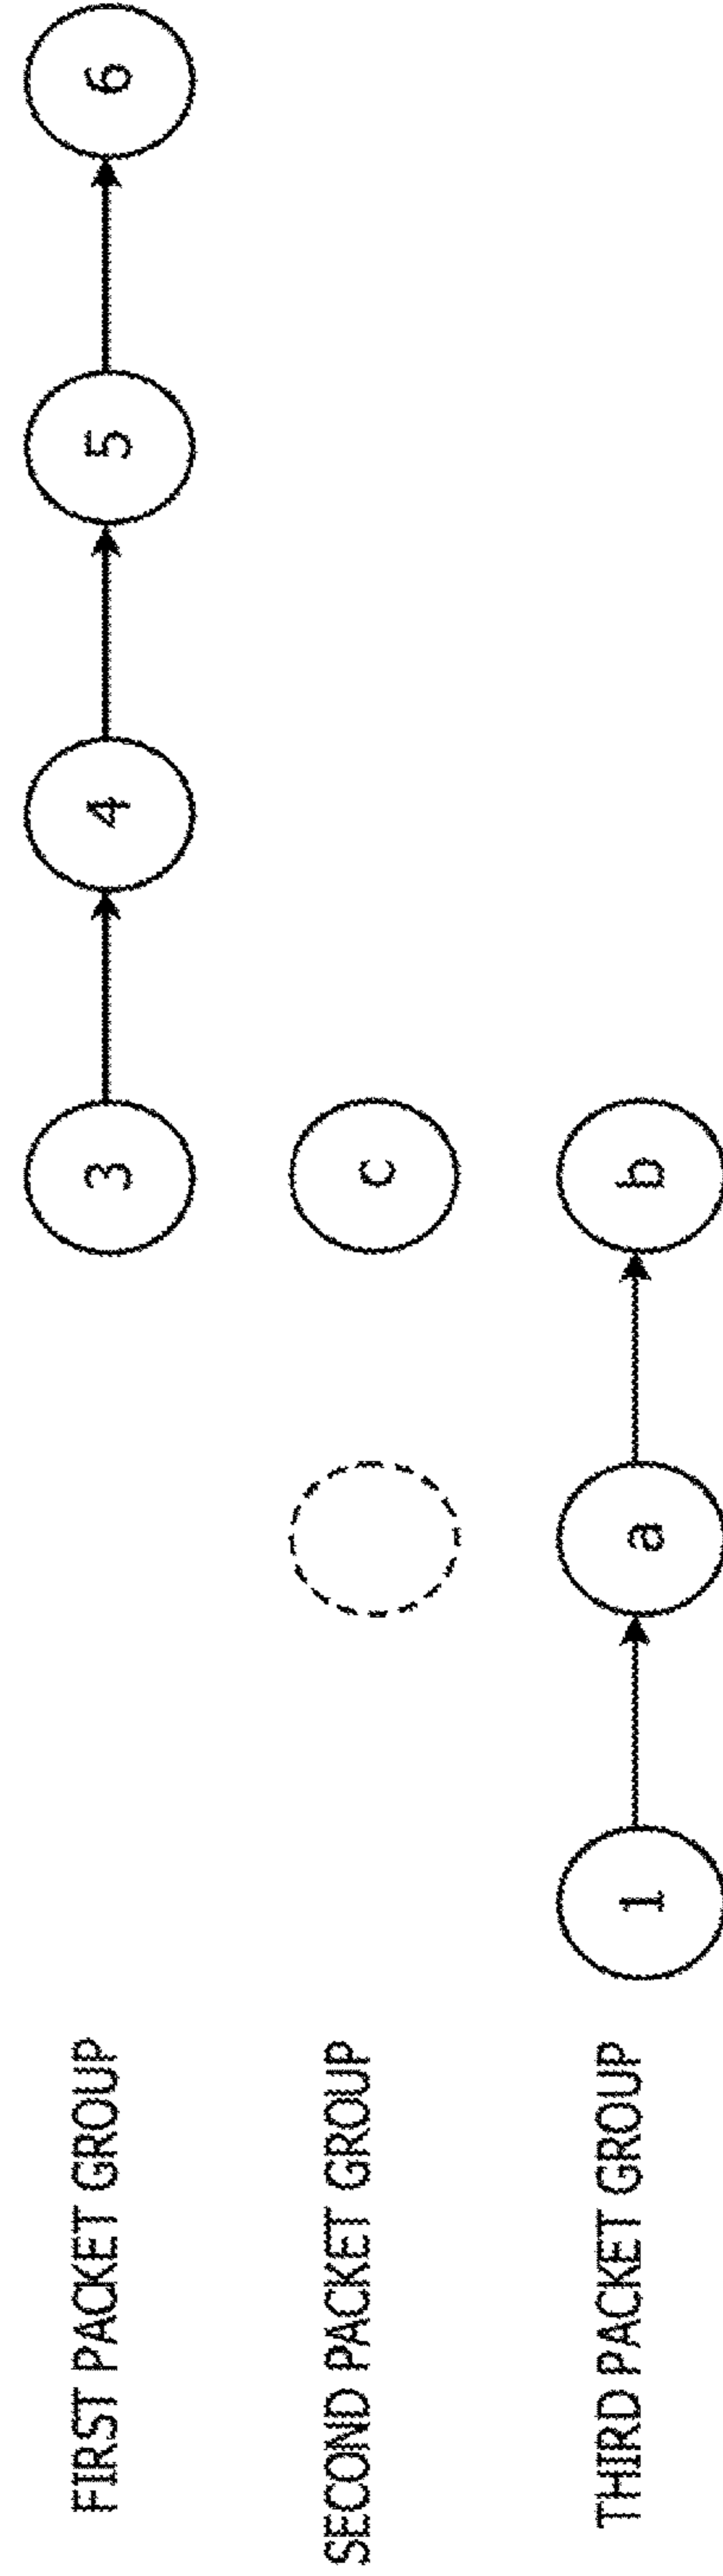 FIRST PACKET GROUP 3 4 5 6
SECOND PACKET GROUP c
THIRD PACKET GROUP 1 a b